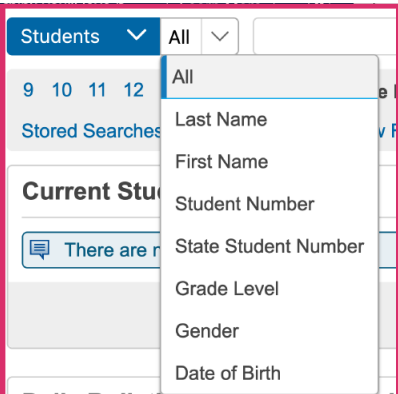 Students All
All
Last Name
First Name
Student Number
State Student Number
Grade Level
Gender
Date of Birth
9 10 11 12
Stored Searches
Current Stu
There are n